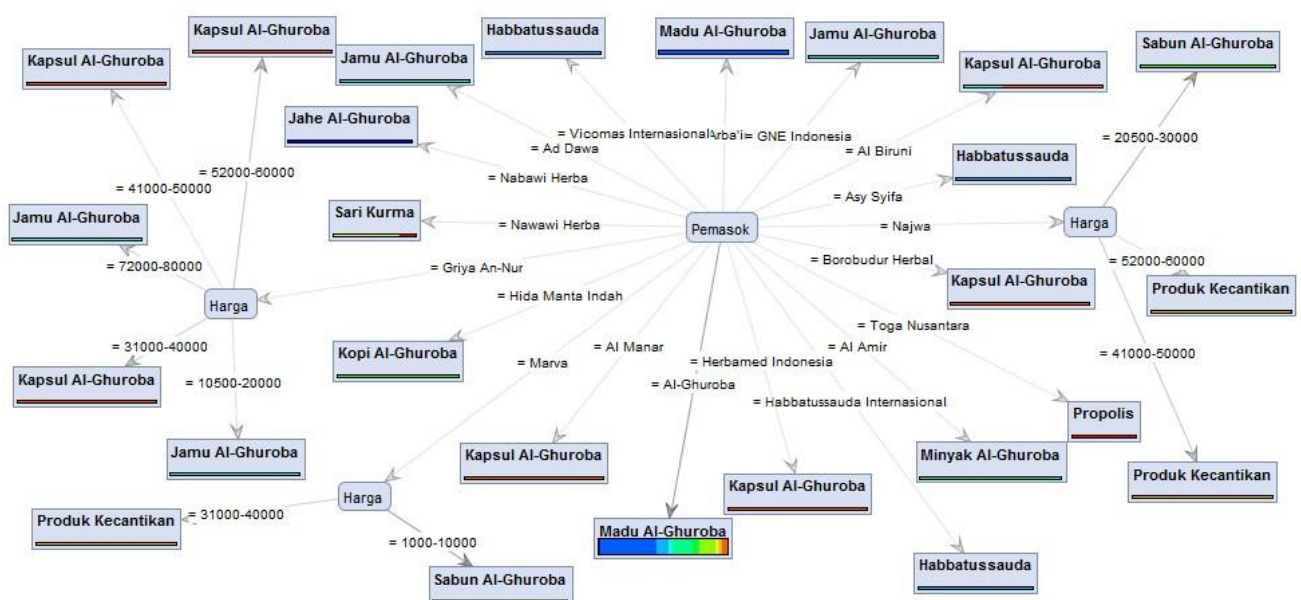 Kapsul Al-Ghuroba
Habbatussauda
Madu Al-Ghuroba
Jamu Al-Ghuroba
Sabun Al-Ghuroba
Kapsul Al-Ghuroba
Jamu Al-Ghuroba
Kapsul Al-Ghuroba
Jahe Al-Ghuroba
= Vicomas Internasional
= GNE Indonesia
= 20500-30000
= Ad Dawa
= Al Biruni
Habbatussauda
= 52000-60000
= Nabawi Herba
= 41000-50000
= Asy Syifa
Jamu Al-Ghuroba
Sari Kurma
= Nawawi Herba
Pemasok
= Najwa
Harga
= 72000-80000
= Griya An-Nur
= Borobudur Herbal
= 52000-60000
Kapsul Al-Ghuroba
Produk Kecantikan
Harga
= Hida Manta Indah
= Toga Nusantara
= 31000-40000
Kopi Al-Ghuroba
= Al Manar
= Al Amir
= 41000-50000
= Marva
= Herbamed Indonesia
Kapsul Al-Ghuroba
= 10500-20000
= Al-Ghuroba
= Habbatussauda Internasional
Propolis
Jamu Al-Ghuroba
Kapsul Al-Ghuroba
Minyak Al-Ghuroba
Produk Kecantikan
Kapsul Al-Ghuroba
Harga
Produk Kecantikan
= 31000-40000
Madu Al-Ghuroba
= 1000-10000
Habbatussauda
Sabun Al-Ghuroba